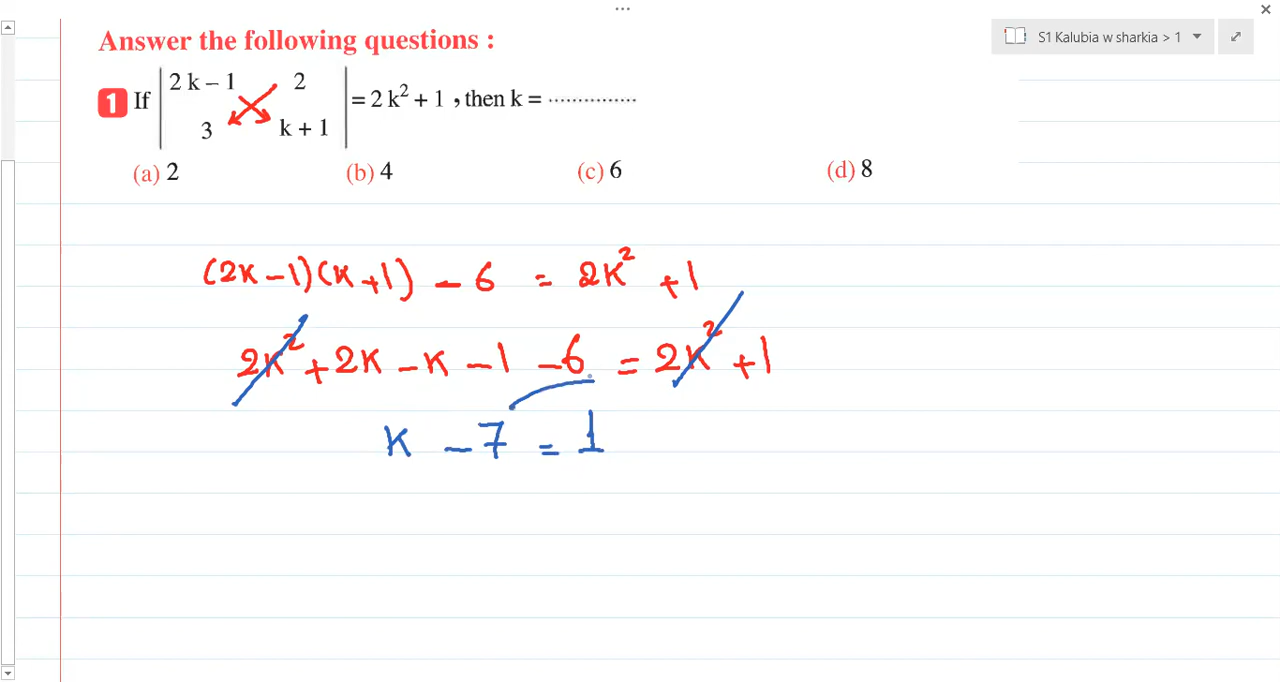 S1 Kalubia w sharkia > 1
Answer the following questions :
1 If | 2 k – 1 2 | = 2 k² + 1 , then k = ...............
3 k + 1
(a) 2 (b) 4 (c) 6 (d) 8
(2k – 1)(k + 1) – 6 = 2k² + 1
2k² + 2k – k – 1 – 6 = 2k² + 1
k – 7 = 1